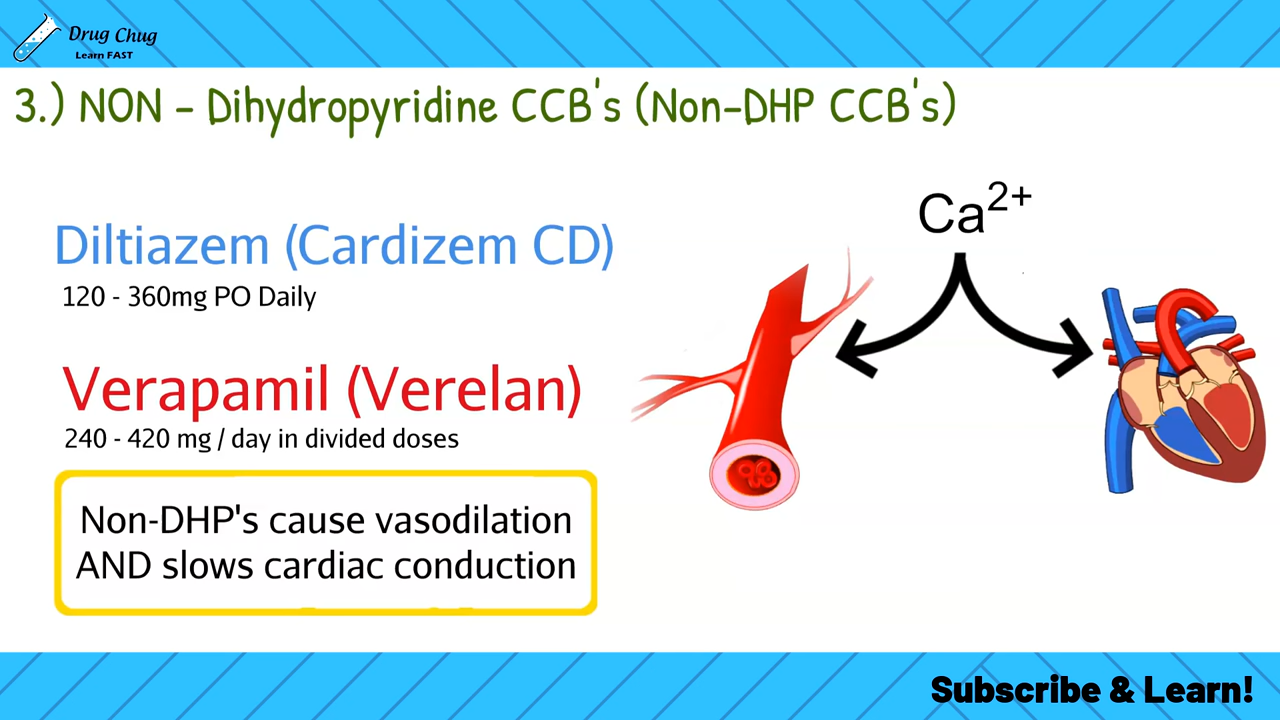 Drug Chug
Learn FAST
3.) NON - Dihydropyridine CCB's (Non-DHP CCB's)
Diltiazem (Cardizem CD)
120 - 360mg PO Daily
Verapamil (Verelan)
240 - 420 mg / day in divided doses
Non-DHP's cause vasodilation
AND slows cardiac conduction
Ca²⁺
Subscribe & Learn!